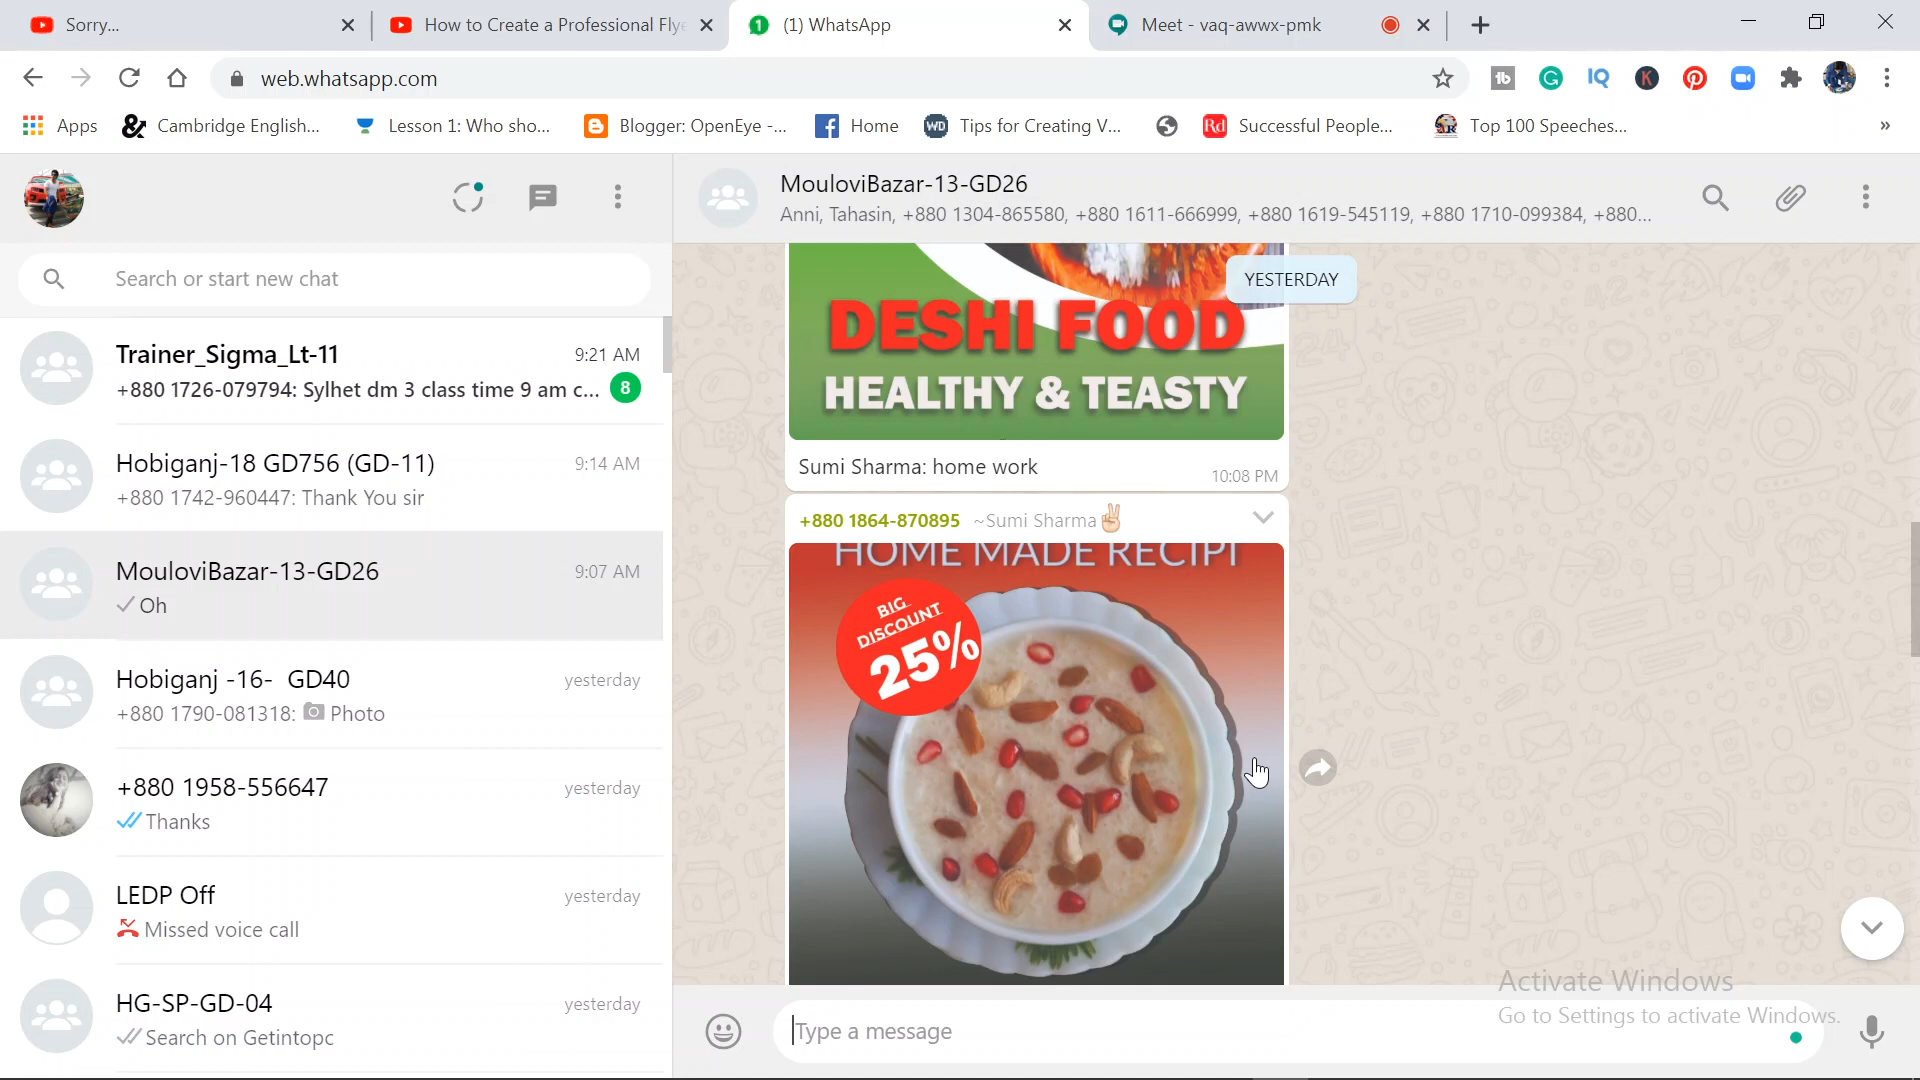 Sorry...
How to Create a Professional Flye
(1) WhatsApp
Meet - vaq-awwx-pmk
web.whatsapp.com
Apps
Cambridge English...
Lesson 1: Who sho...
Blogger: OpenEye -...
Home
Tips for Creating V...
Successful People...
Top 100 Speeches...
MouloviBazar-13-GD26
Anni, Tahasin, +880 1304-865580, +880 1611-666999, +880 1619-545119, +880 1710-099384, +880...
Search or start new chat
Trainer_Sigma_Lt-11
9:21 AM
+880 1726-079794: Sylhet dm 3 class time 9 am c...
8
Hobiganj-18 GD756 (GD-11)
9:14 AM
+880 1742-960447: Thank You sir
MouloviBazar-13-GD26
9:07 AM
Oh
Hobiganj -16- GD40
yesterday
+880 1790-081318: Photo
+880 1958-556647
yesterday
Thanks
LEDP Off
yesterday
Missed voice call
HG-SP-GD-04
yesterday
Search on Getintopc
YESTERDAY
DESHI FOOD
HEALTHY & TEASTY
Sumi Sharma: home work
10:08 PM
+880 1864-870895 ~Sumi Sharma✌🏻
HOME MADE RECIPI
BIG
DISCOUNT
25%
Type a message
Activate Windows
Go to Settings to activate Windows.